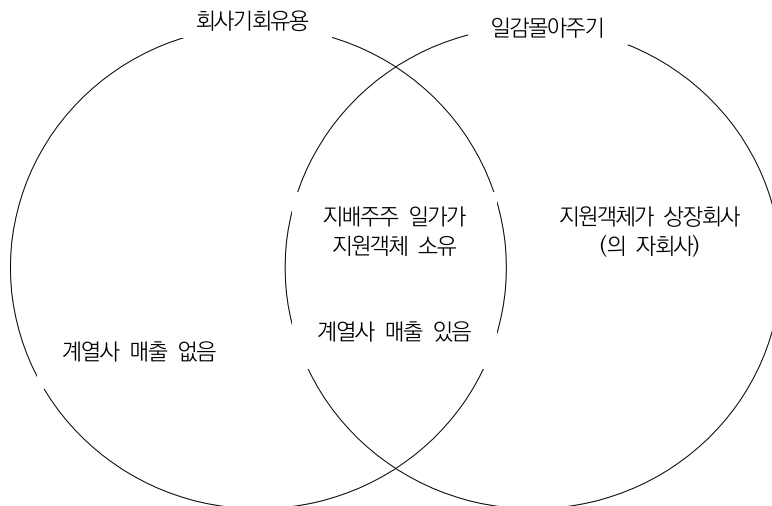 회사기회유용
일감몰아주기
지배주주 일가가
지원객체 소유
지원객체가 상장회사
(의 자회사)
계열사 매출 있음
계열사 매출 없음